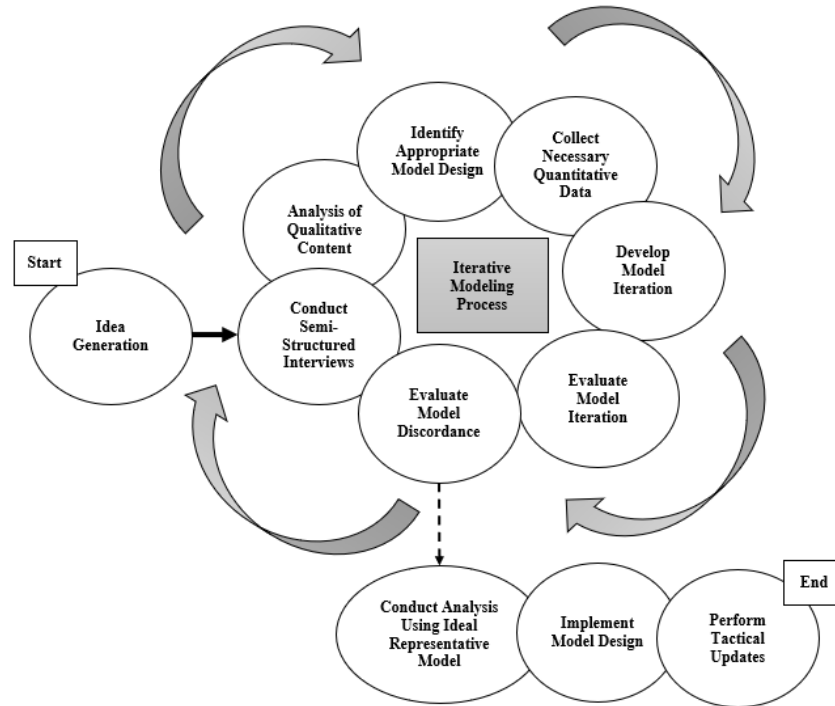 Start
Idea
Generation
Conduct
Semi-
Structured
Interviews
Analysis of
Qualitative
Content
Identify
Appropriate
Model Design
Collect
Necessary
Quantitative
Data
Develop
Model
Iteration
Evaluate
Model
Iteration
Evaluate
Model
Discordance
Iterative
Modeling
Process
Conduct Analysis
Using Ideal
Representative
Model
Implement
Model Design
Perform
Tactical
Updates
End